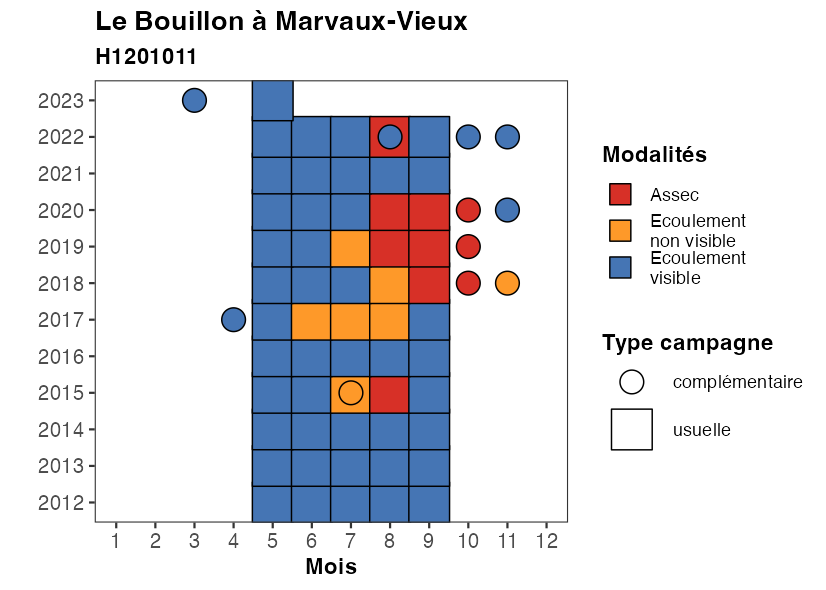 Le Bouillon à Marvaux-Vieux
H1201011
2023
2022
2021
2020
2019
2018
2017
2016
2015
2014
2013
2012
1 2 3 4 5 6 7 8 9 10 11 12
Mois
Modalités
Assec
Ecoulement
non visible
Ecoulement
visible
Type campagne
complémentaire
usuelle